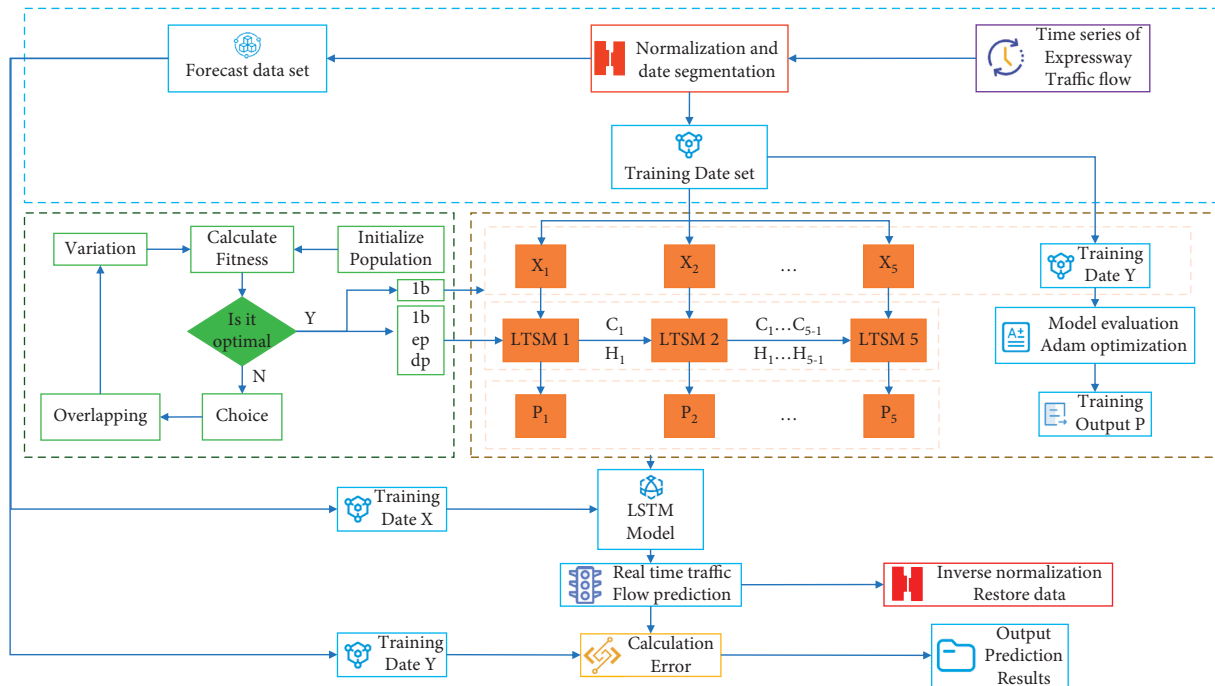 Forecast data set
Normalization and
date segmentation
Time series of
Expressway
Traffic flow
Training Date set
Variation
Calculate
Fitness
Initialize
Population
Is it
optimal
Y
N
1b
1b
ep
dp
Overlapping
Choice
X1
X2
...
X5
LTSM 1
C1
H1
LTSM 2
C1...C5-1
H1...H5-1
LTSM 5
P1
P2
...
P5
Training
Date Y
A±
Model evaluation
Adam optimization
Training
Output P
Training
Date X
LSTM
Model
Real time traffic
Flow prediction
Inverse normalization
Restore data
Training
Date Y
Calculation
Error
Output
Prediction
Results